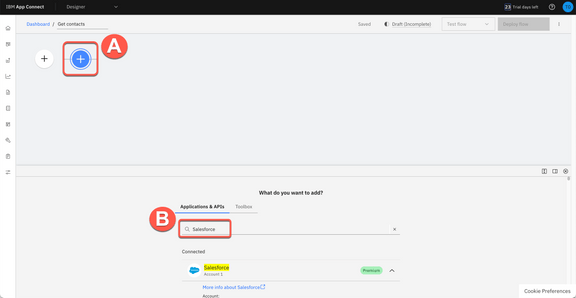 IBM App Connect
Designer
23 Trial days left
Dashboard / Get contacts
Saved
Draft (Incomplete)
Test flow
Deploy flow
A
What do you want to add?
Applications & APIs
Toolbox
B
Salesforce
Connected
Salesforce
Account 1
Premium
More info about Salesforce
Account:
Cookie Preferences